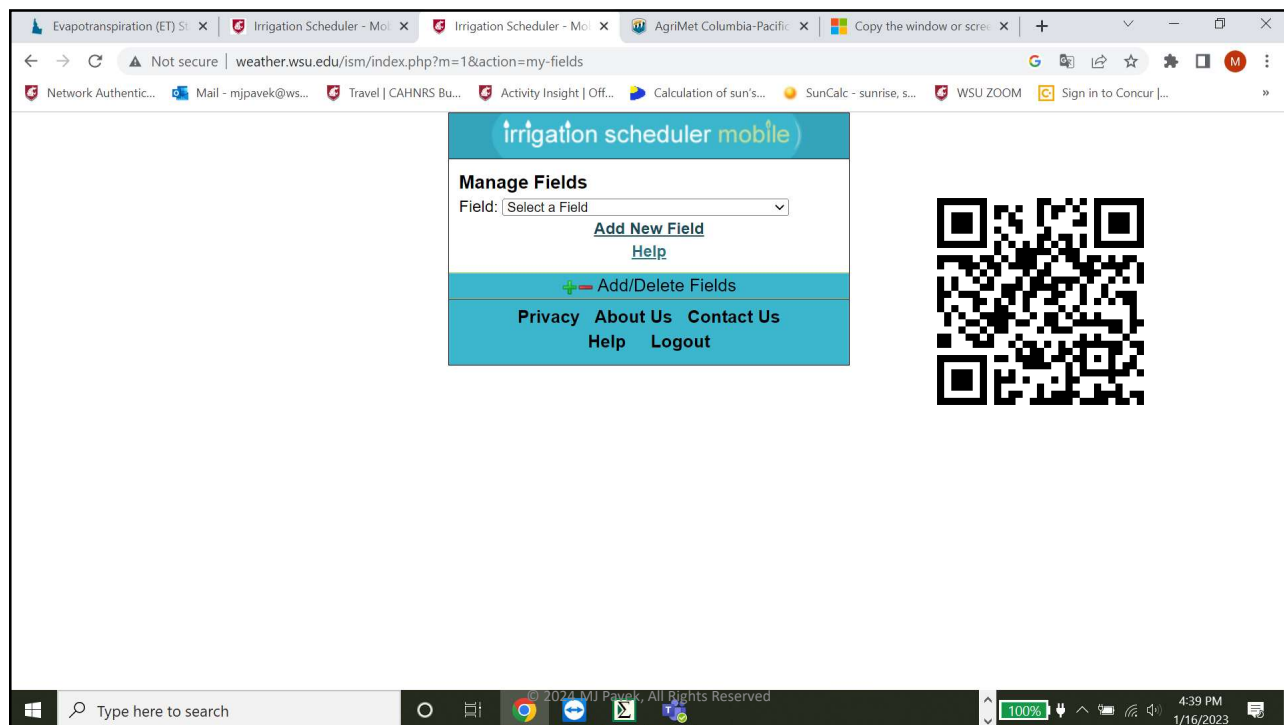 Evapotranspiration (ET) St
Irrigation Scheduler - Mob
Irrigation Scheduler - Mob
AgriMet Columbia-Pacific
Copy the window or scree
Not secure
weather.wsu.edu/ism/index.php?m=1&action=my-fields
M
Network Authentic...
Mail - mjpavek@ws...
Travel | CAHNRS Bu...
Activity Insight | Off...
Calculation of sun's...
SunCalc - sunrise, s...
WSU ZOOM
Sign in to Concur |...
»
irrigation scheduler mobile
Manage Fields
Field: Select a Field
Add New Field
Help
Add/Delete Fields
Privacy About Us Contact Us
Help Logout
© 2024 MJ Pavek, All Rights Reserved
Type here to search
100%
4:39 PM
1/16/2023